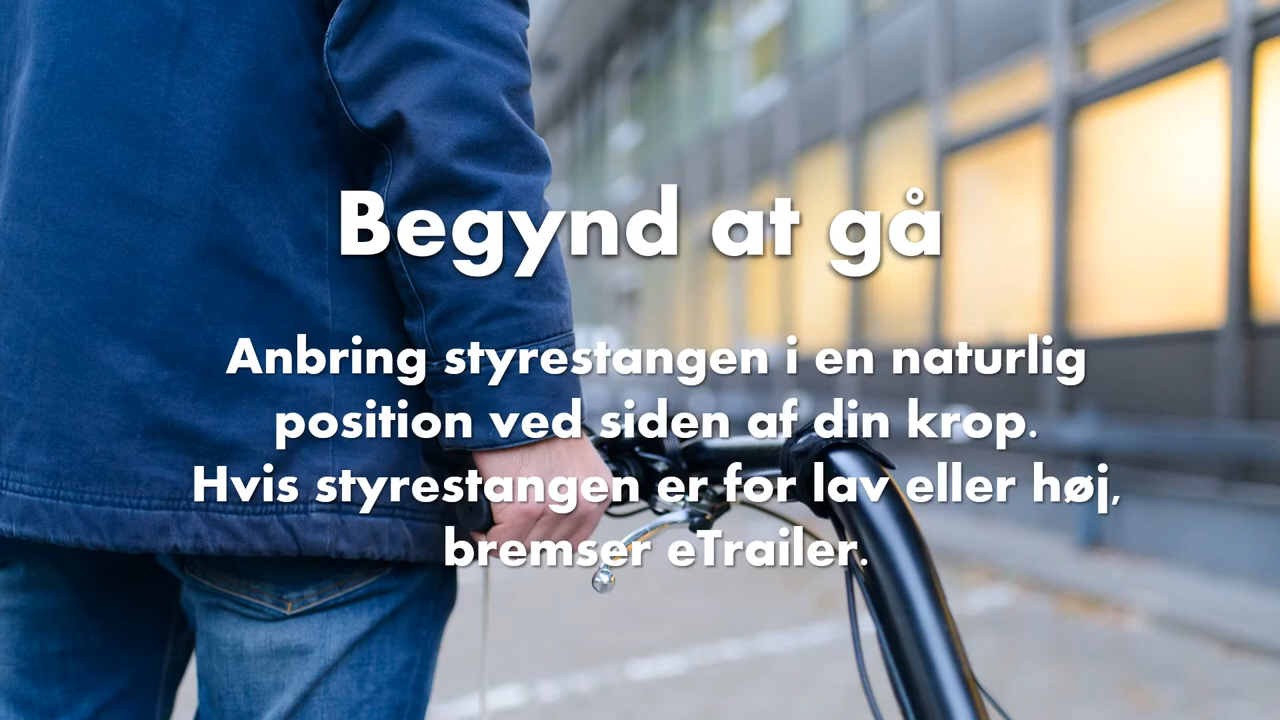 Begynd at gå
Anbring styrestangen i en naturlig
position ved siden af din krop.
Hvis styrestangen er for lav eller høj,
bremser eTrailer.